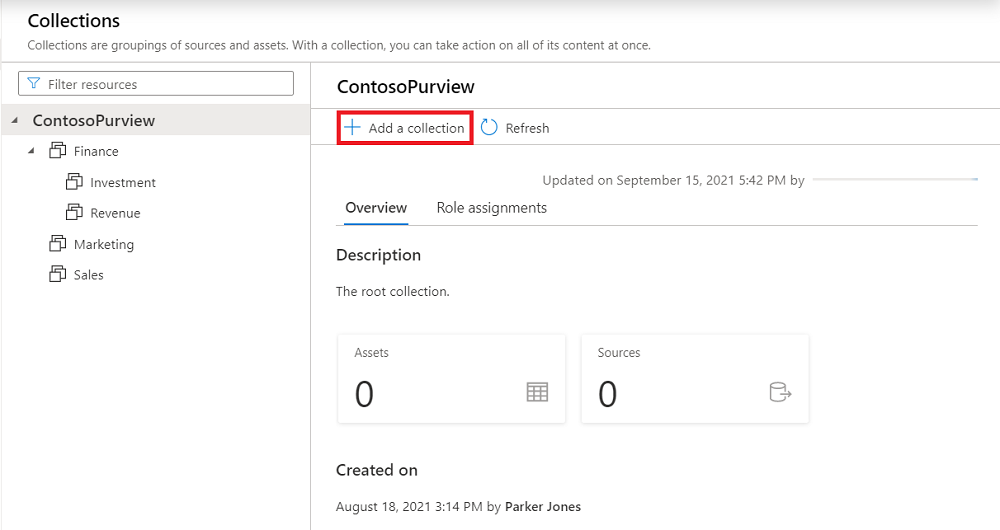 Collections
Collections are groupings of sources and assets. With a collection, you can take action on all of its content at once.
Filter resources
ContosoPurview
Finance
Investment
Revenue
Marketing
Sales
ContosoPurview
Add a collection
Refresh
Updated on September 15, 2021 5:42 PM by
Overview
Role assignments
Description
The root collection.
Assets
0
Sources
0
Created on
August 18, 2021 3:14 PM by Parker Jones